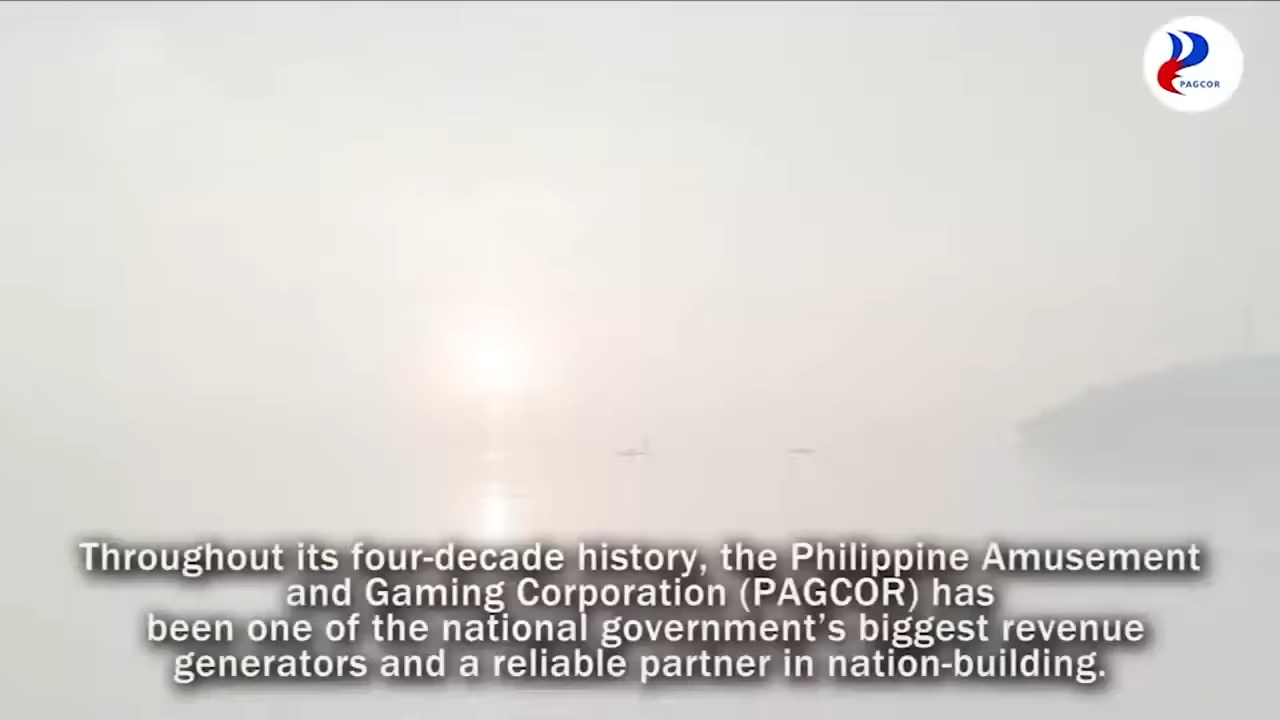 PAGCOR
Throughout its four-decade history, the Philippine Amusement
and Gaming Corporation (PAGCOR) has
been one of the national government’s biggest revenue
generators and a reliable partner in nation-building.